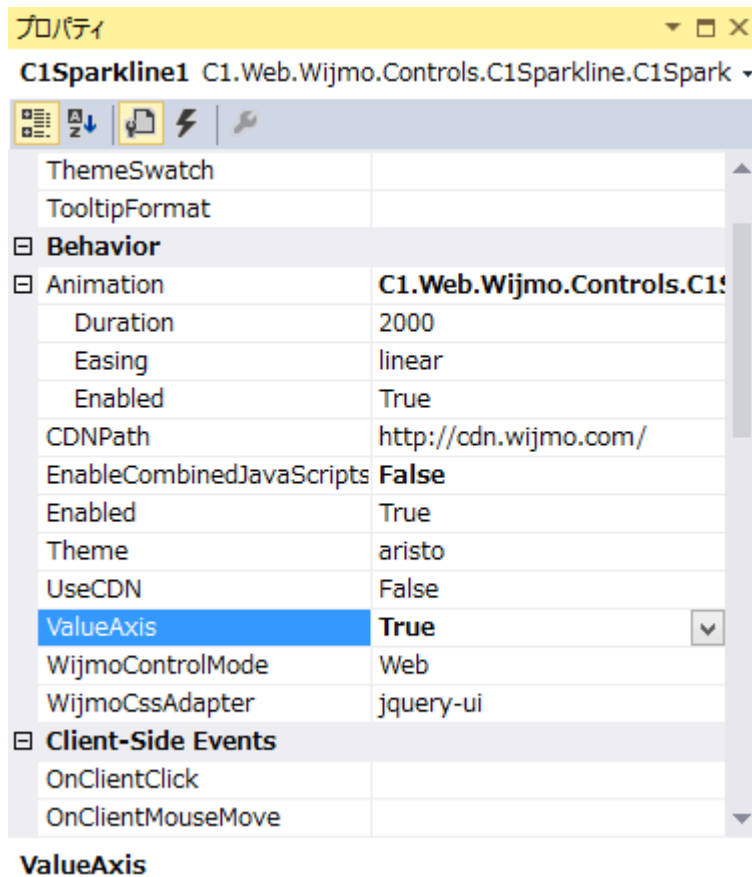 プロパティ
C1Sparkline1 C1.Web.Wijmo.Controls.C1Sparkline.C1Spark
ThemeSwatch
TooltipFormat
Behavior
Animation C1.Web.Wijmo.Controls.C1S
Duration 2000
Easing linear
Enabled True
CDNPath http://cdn.wijmo.com/
EnableCombinedJavaScripts False
Enabled True
Theme aristo
UseCDN False
ValueAxis True
WijmoControlMode Web
WijmoCssAdapter jquery-ui
Client-Side Events
OnClientClick
OnClientMouseMove
ValueAxis